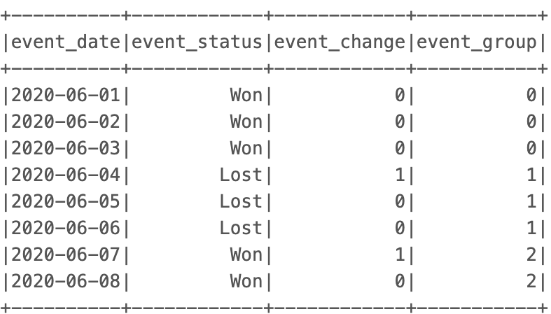 +----------+------------+------------+-----------+
|event_date|event_status|event_change|event_group|
+----------+------------+------------+-----------+
|2020-06-01|         Won|           0|          0|
|2020-06-02|         Won|           0|          0|
|2020-06-03|         Won|           0|          0|
|2020-06-04|        Lost|           1|          1|
|2020-06-05|        Lost|           0|          1|
|2020-06-06|        Lost|           0|          1|
|2020-06-07|         Won|           1|          2|
|2020-06-08|         Won|           0|          2|
+----------+------------+------------+-----------+